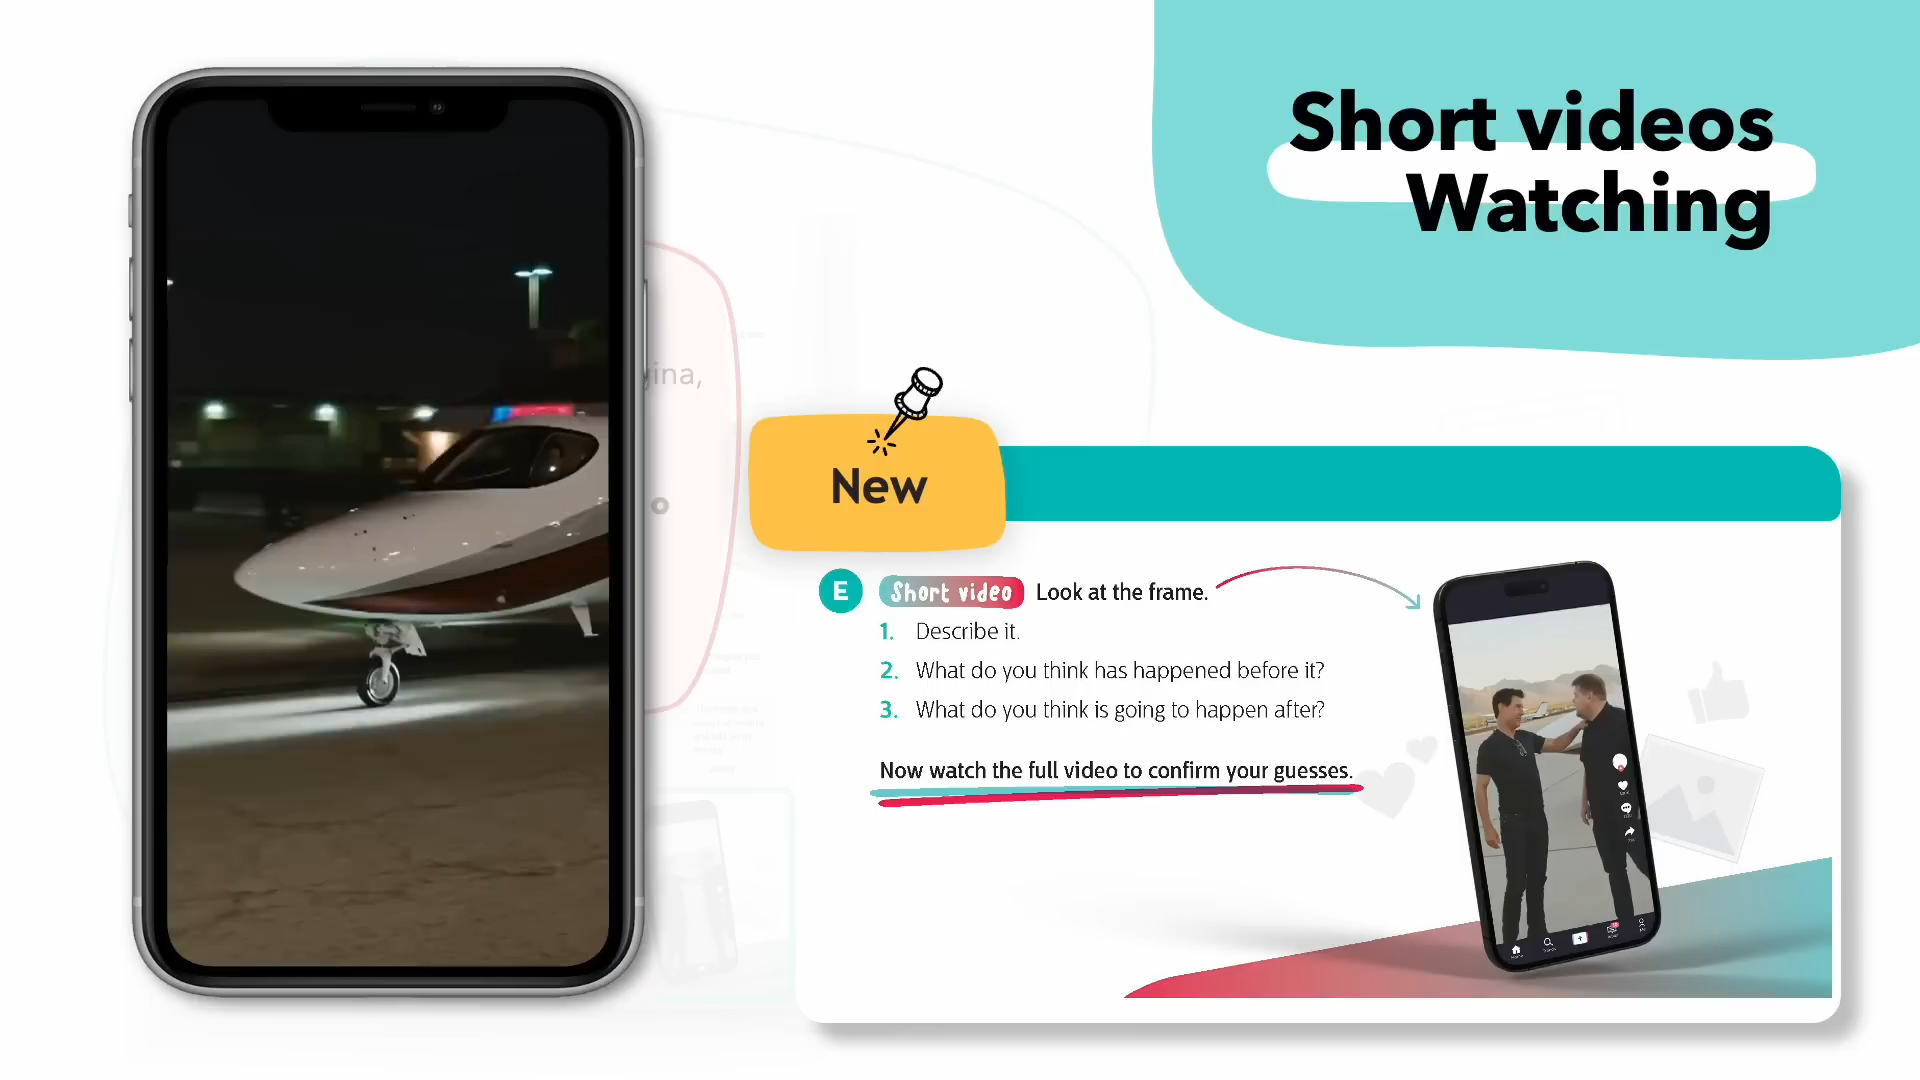 Short videos
Watching
gina,
New
E Short video Look at the frame.
1. Describe it.
2. What do you think has happened before it?
3. What do you think is going to happen after?
Now watch the full video to confirm your guesses.